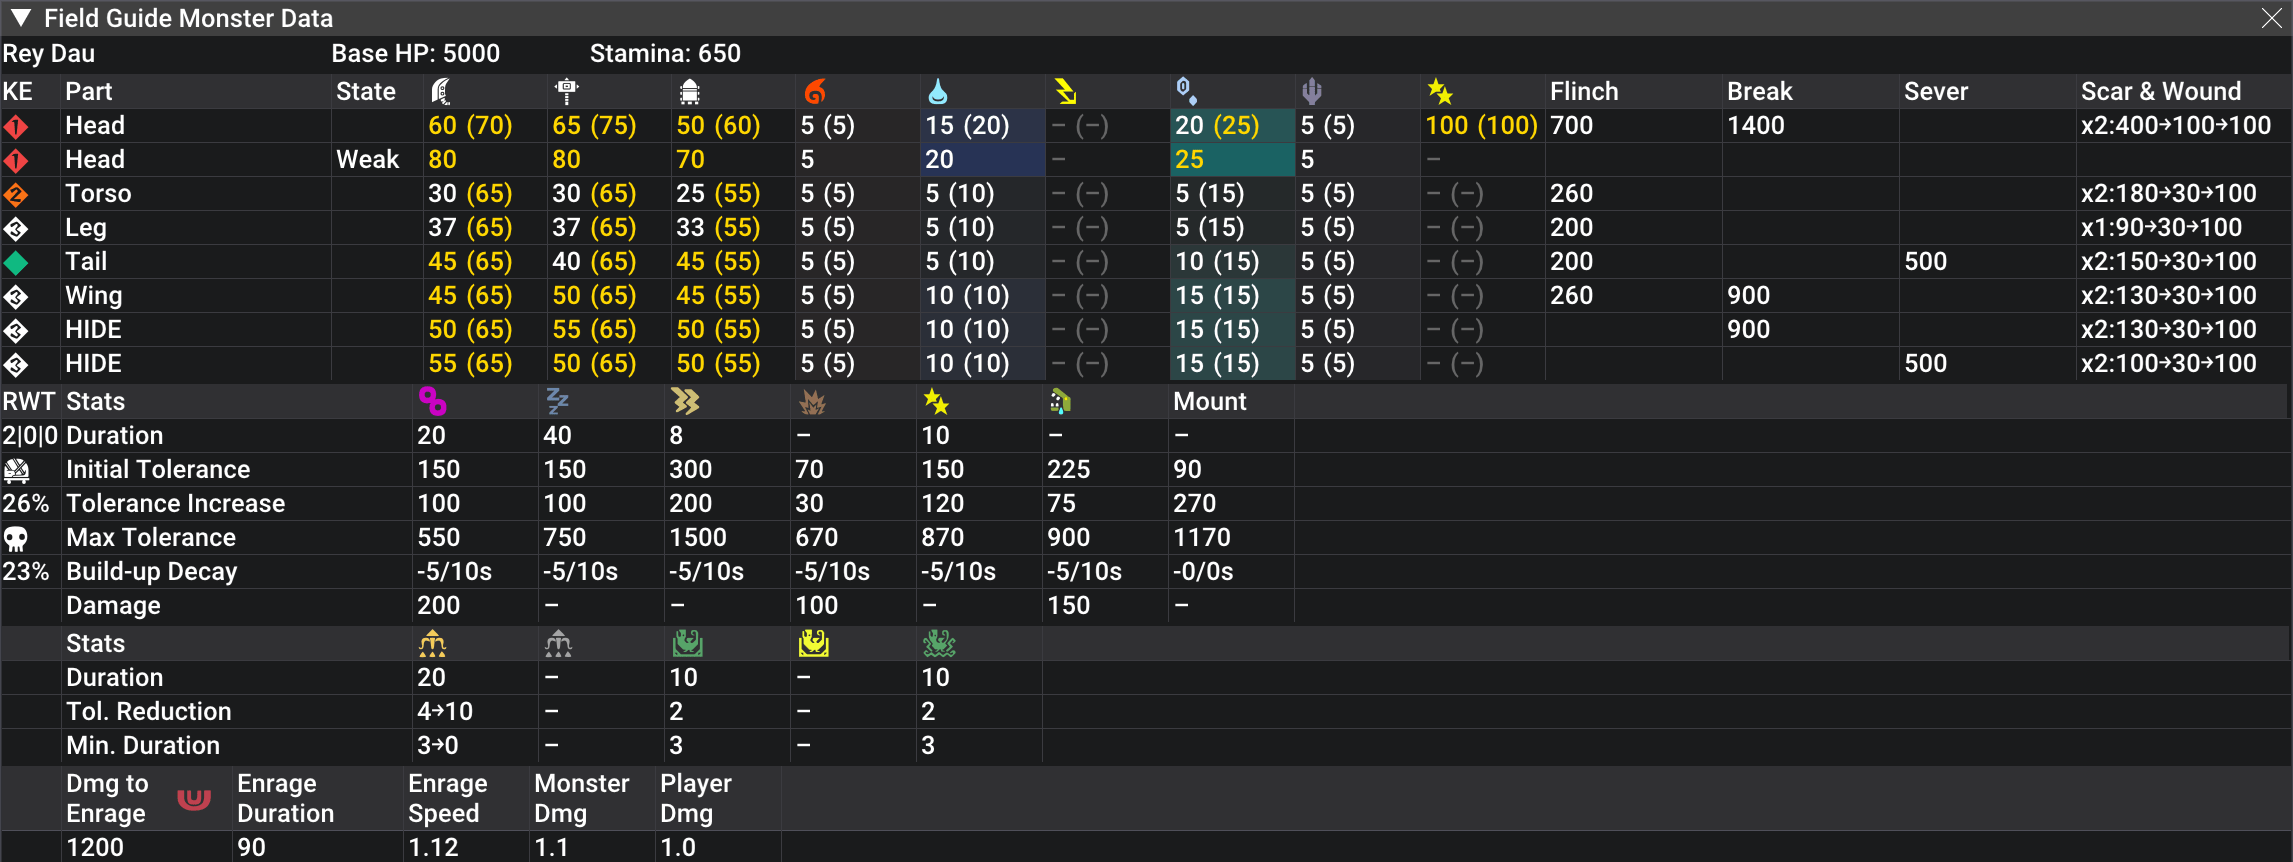 Field Guide Monster Data
Rey Dau Base HP: 5000 Stamina: 650
KE Part State Flinch Break Sever Scar & Wound
1 Head 60 (70) 65 (75) 50 (60) 5 (5) 15 (20) – (–) 20 (25) 5 (5) 100 (100) 700 1400 x2:400→100→100
1 Head Weak 80 80 70 5 20 – 25 5 –
2 Torso 30 (65) 30 (65) 25 (55) 5 (5) 5 (10) – (–) 5 (15) 5 (5) – (–) 260 x2:180→30→100
3 Leg 37 (65) 37 (65) 33 (55) 5 (5) 5 (10) – (–) 5 (15) 5 (5) – (–) 200 x1:90→30→100
Tail 45 (65) 40 (65) 45 (55) 5 (5) 5 (10) – (–) 10 (15) 5 (5) – (–) 200 500 x2:150→30→100
3 Wing 45 (65) 50 (65) 45 (55) 5 (5) 10 (10) – (–) 15 (15) 5 (5) – (–) 260 900 x2:130→30→100
3 HIDE 50 (65) 55 (65) 50 (55) 5 (5) 10 (10) – (–) 15 (15) 5 (5) – (–) 900 x2:130→30→100
3 HIDE 55 (65) 50 (65) 50 (55) 5 (5) 10 (10) – (–) 15 (15) 5 (5) – (–) 500 x2:100→30→100
RWT Stats Mount
2|0|0 Duration 20 40 8 – 10 – –
Initial Tolerance 150 150 300 70 150 225 90
26% Tolerance Increase 100 100 200 30 120 75 270
Max Tolerance 550 750 1500 670 870 900 1170
23% Build-up Decay -5/10s -5/10s -5/10s -5/10s -5/10s -5/10s -0/0s
Damage 200 – – 100 – 150 –
Stats
Duration 20 – 10 – 10
Tol. Reduction 4→10 – 2 – 2
Min. Duration 3→0 – 3 – 3
Dmg to Enrage Enrage Monster Player
Enrage Duration Speed Dmg Dmg
1200 90 1.12 1.1 1.0